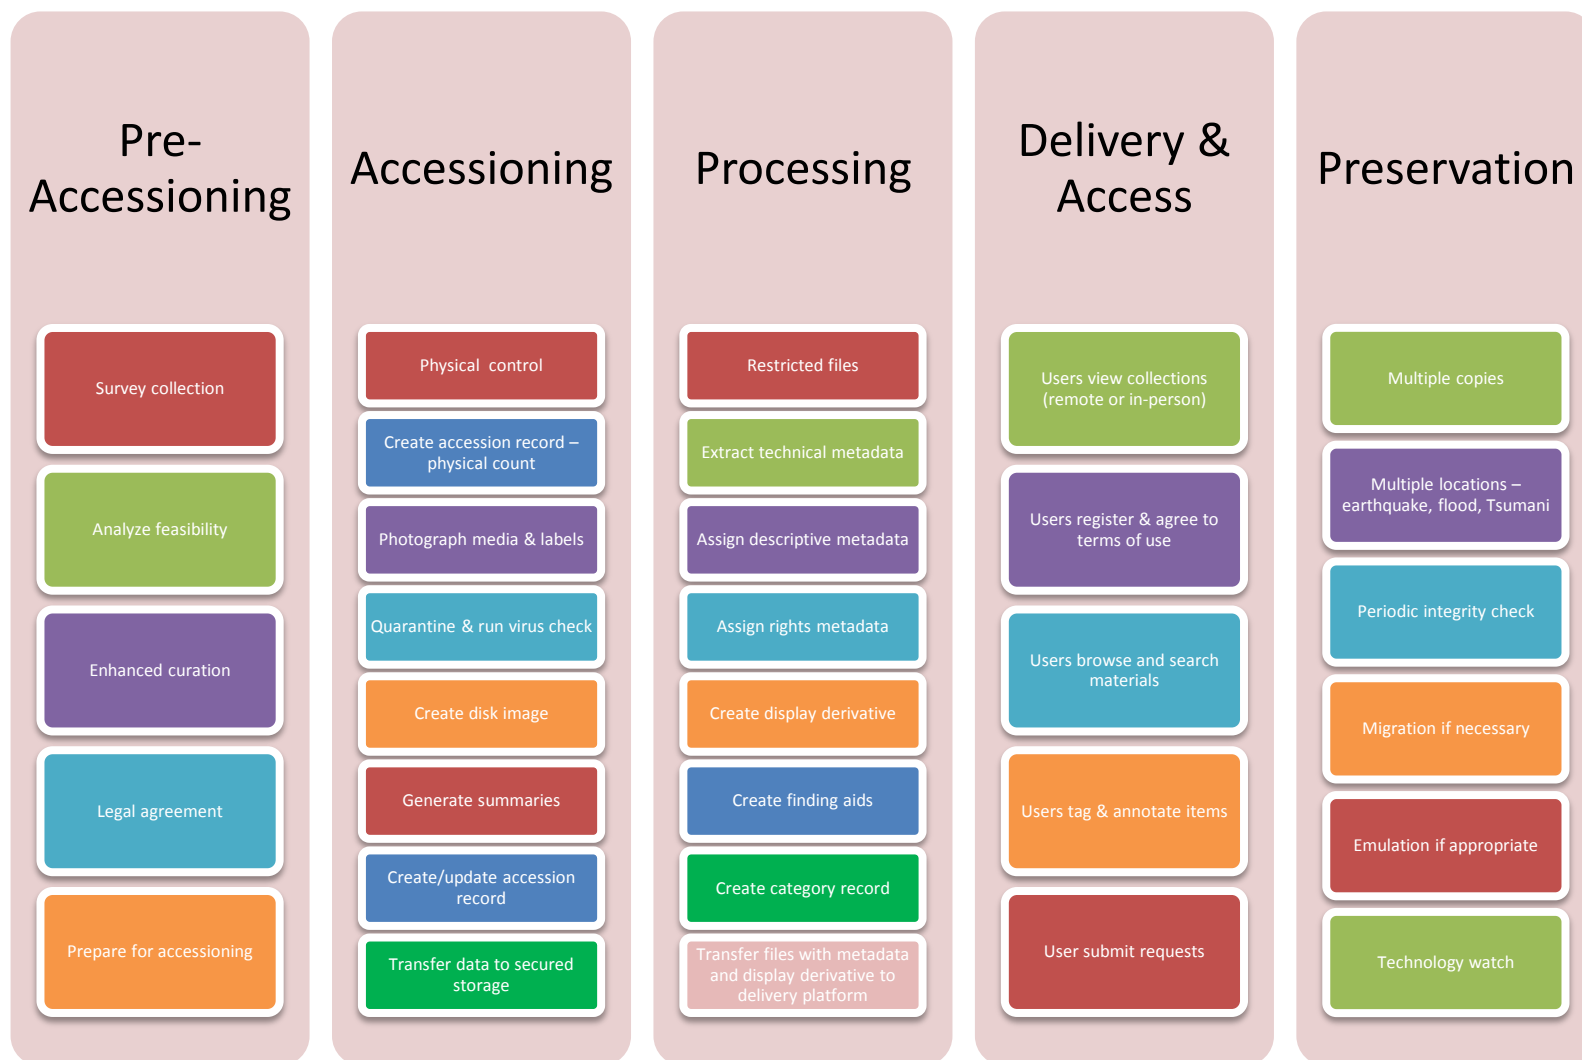 Pre-
Accessioning
Survey collection
Analyze feasibility
Enhanced curation
Legal agreement
Prepare for accessioning
Accessioning
Physical control
Create accession record –
physical count
Photograph media & labels
Quarantine & run virus check
Create disk image
Generate summaries
Create/update accession
record
Transfer data to secured
storage
Processing
Restricted files
Extract technical metadata
Assign descriptive metadata
Assign rights metadata
Create display derivative
Create finding aids
Create category record
Transfer files with metadata
and display derivative to
delivery platform
Delivery &
Access
Users view collections
(remote or in-person)
Users register & agree to
terms of use
Users browse and search
materials
Users tag & annotate items
User submit requests
Preservation
Multiple copies
Multiple locations –
earthquake, flood, Tsumani
Periodic integrity check
Migration if necessary
Emulation if appropriate
Technology watch